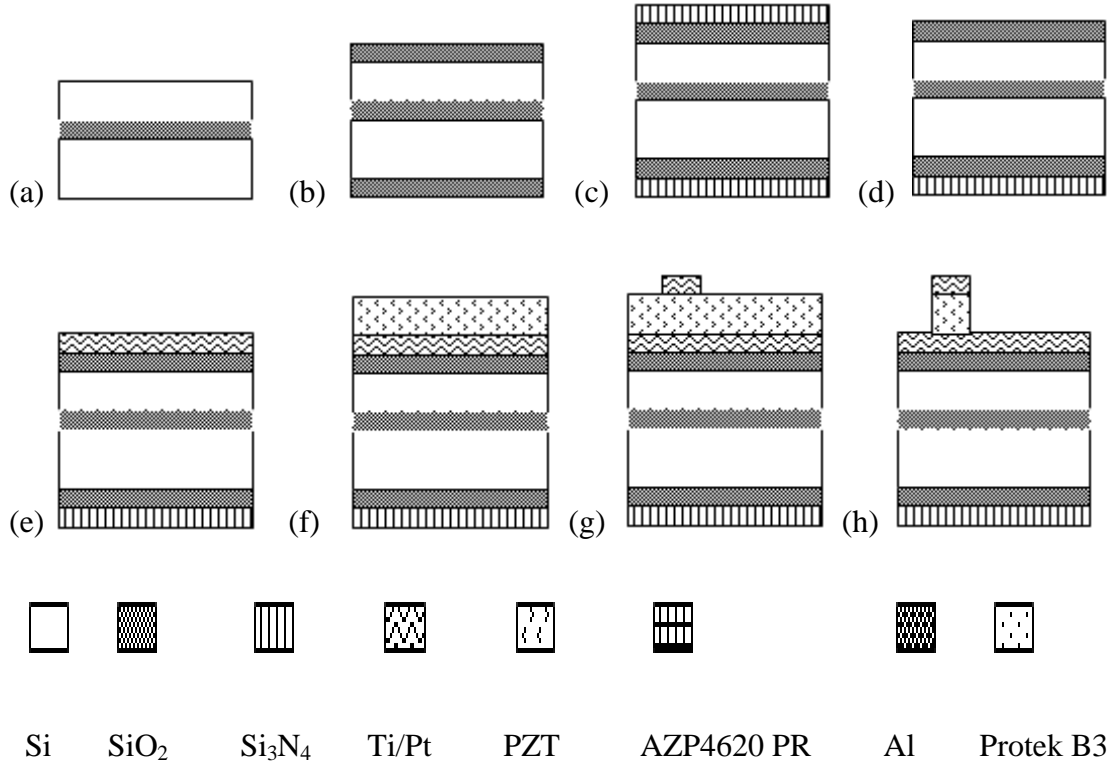 (a) (b) (c) (d)
(e) (f) (g) (h)
Si SiO₂ Si₃N₄ Ti/Pt PZT AZP4620 PR Al Protek B3